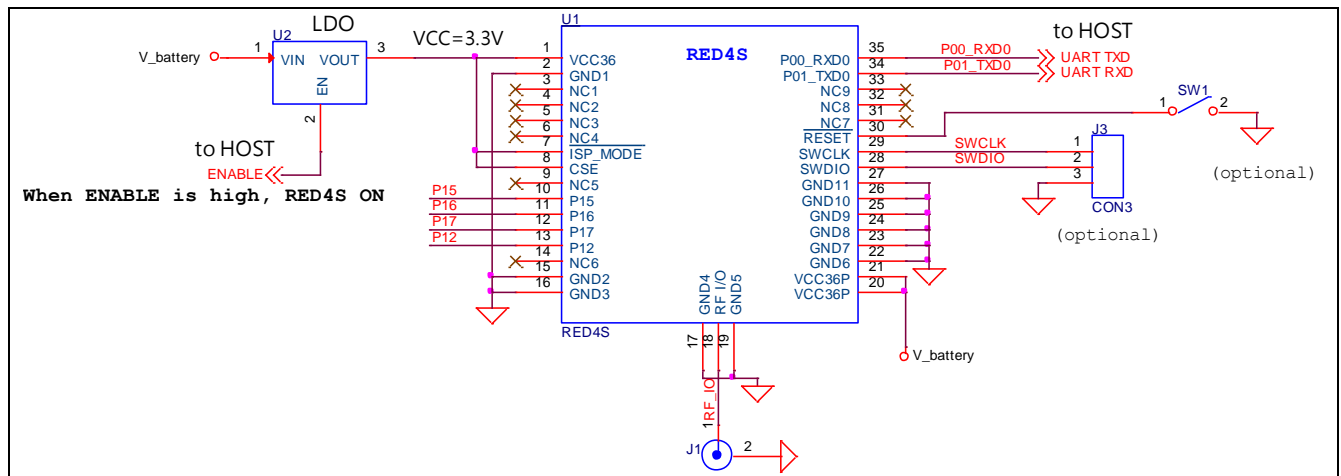 LDO
U2
V_battery
1
VIN
VOUT
3
EN
2
VCC=3.3V
to HOST
ENABLE
When ENABLE is high, RED4S ON
U1
RED4S
1 VCC36
2 GND1
3 NC1
4 NC2
5 NC3
6 NC4
7 ISP_MODE
8 CSE
9 NC5
P15 10 P15
P16 11 P16
P17 12 P17
P12 13 P12
14 NC6
15 GND2
16 GND3
RED4S
P00_RXD0 35 P00_RXD0 UART TXD
P01_TXD0 34 P01_TXD0 UART RXD
NC9 33
NC8 32
NC7 31
RESET 30
SWCLK 29 SWCLK
SWDIO 28 SWDIO
GND11 27
GND10 26
GND9 25
GND8 24
GND7 23
GND6 22
VCC36P 21
VCC36P 20
V_battery
to HOST
SW1
1
2
(optional)
J3
1
2
3
CON3
(optional)
GND4
RF I/O
GND5
17
18
19
RF_IO
1
J1
2